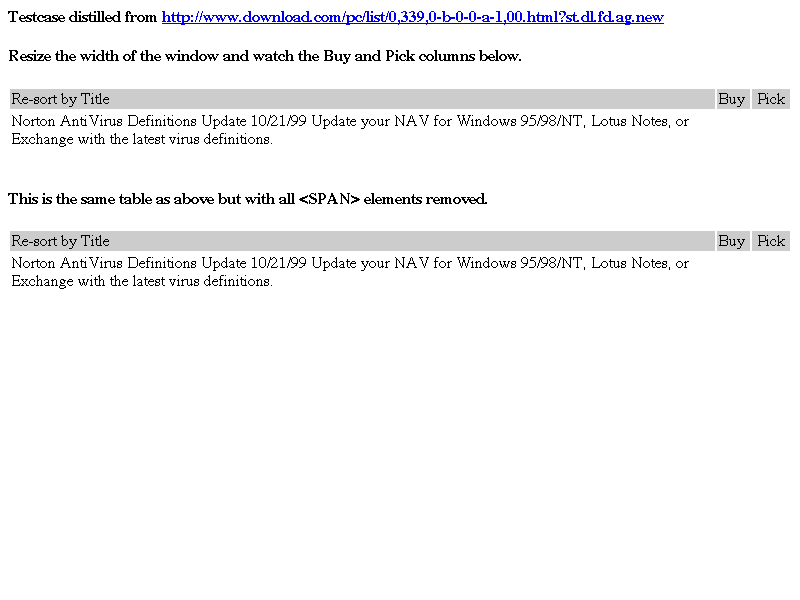 Testcase distilled from http://www.download.com/pc/list/0,339,0-b-0-0-a-1,00.html?st.dl.fd.ag.new
Resize the width of the window and watch the Buy and Pick columns below.
Re-sort by Title Buy Pick
Norton AntiVirus Definitions Update 10/21/99 Update your NAV for Windows 95/98/NT, Lotus Notes, or
Exchange with the latest virus definitions.
This is the same table as above but with all <SPAN> elements removed.
Re-sort by Title Buy Pick
Norton AntiVirus Definitions Update 10/21/99 Update your NAV for Windows 95/98/NT, Lotus Notes, or
Exchange with the latest virus definitions.